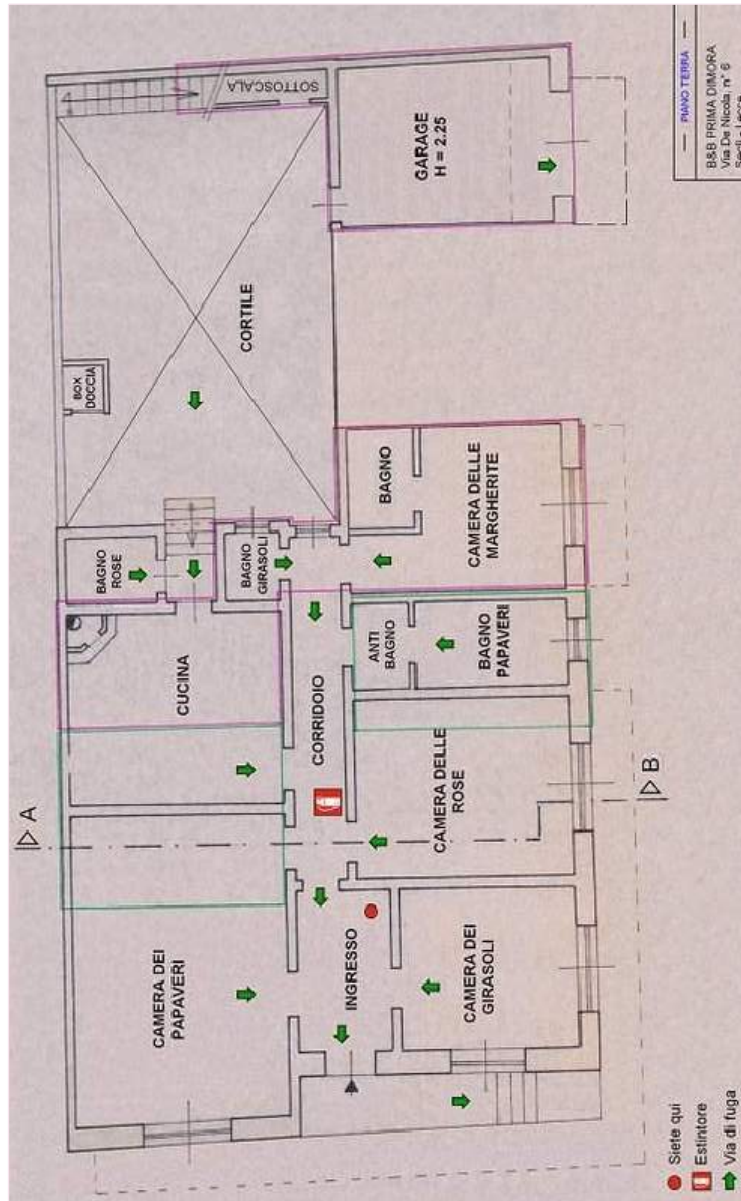 SOTTOSCALA
GARAGE
H = 2.25
CORTILE
BOX
DOCCIA
BAGNO
CAMERA DELLE
MARGHERITE
BAGNO
ROSE
BAGNO
GIRASOLI
CUCINA
ANTI
BAGNO
BAGNO
PAPAVERI
CORRIDOIO
CAMERA DELLE
ROSE
A
B
CAMERA DEI
PAPAVERI
INGRESSO
CAMERA DEI
GIRASOLI
— PIANO TERRA —
B&B PRIMA DIMORA
Via De Nicola, n° 6
Siete qui
Estintore
Via di fuga